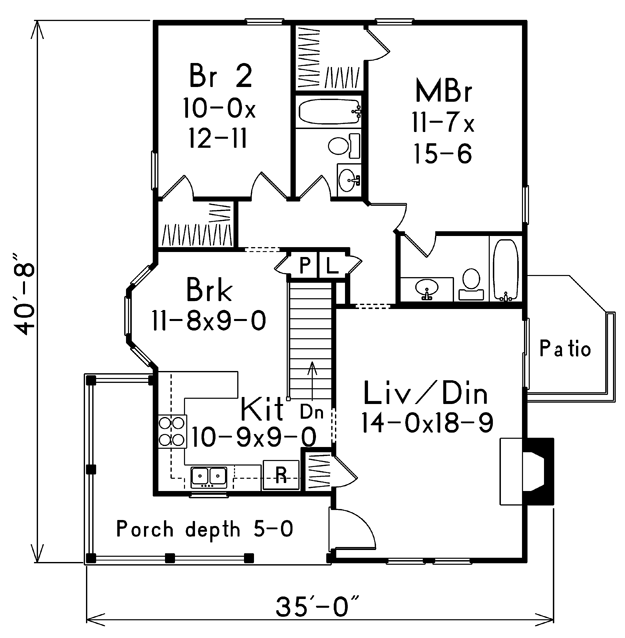 Br 2
10-0x
12-11
MBr
11-7x
15-6
P
L
Brk
11-8x9-0
40'-8"
Patio
Liv/Din
14-0x18-9
Kit
Dn
10-9x9-0
R
Porch depth 5-0
35'-0"